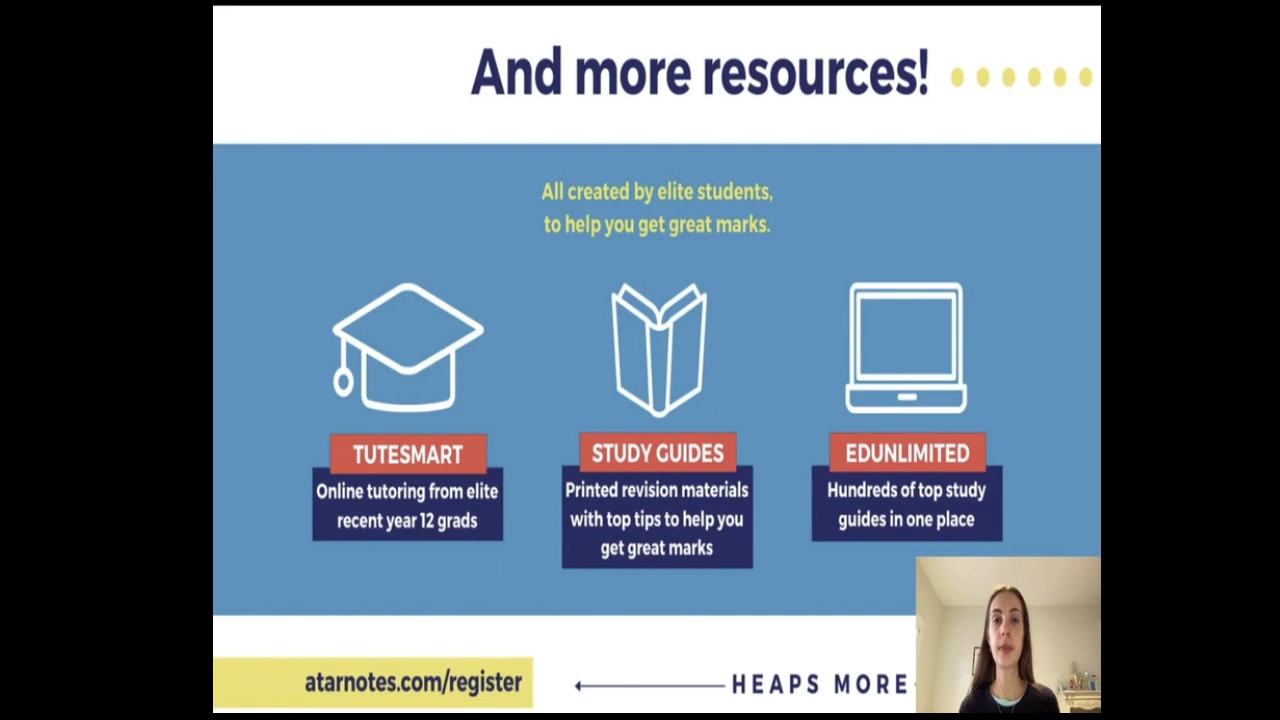 And more resources!
All created by elite students,
to help you get great marks.
TUTESMART
Online tutoring from elite
recent year 12 grads
STUDY GUIDES
Printed revision materials
with top tips to help you
get great marks
EDUNLIMITED
Hundreds of top study
guides in one place
atarnotes.com/register
HEAPS MORE